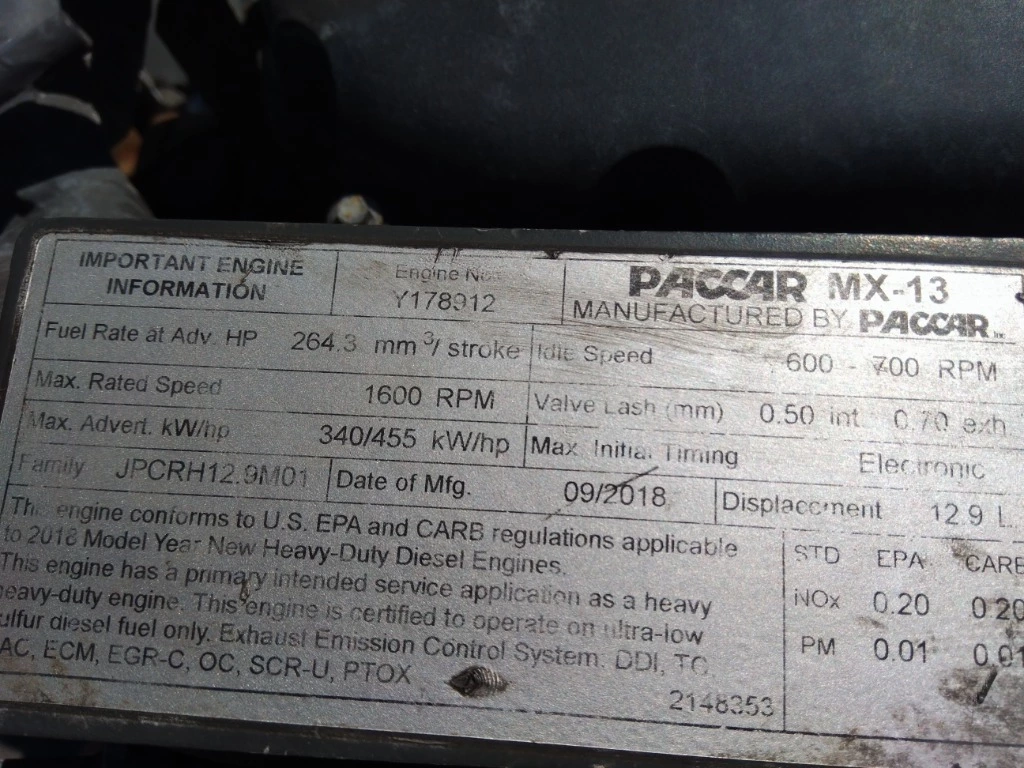 IMPORTANT ENGINE
INFORMATION
Engine No.
Y178912
PACCAR MX-13
MANUFACTURED BY PACCAR INC
Fuel Rate at Adv. HP 264.3 mm3/ stroke
Idle Speed 600 - 700 RPM
Max. Rated Speed 1600 RPM
Valve Lash (mm) 0.50 int. 0.70 exh
Max. Advert. kW/hp 340/455 kW/hp
Max. Initial Timing Electronic
Family JPCRH12.9M01
Date of Mfg. 09/2018
Displacement 12.9 L.
The engine conforms to U.S. EPA and CARB regulations applicable
to 2018 Model Year New Heavy-Duty Diesel Engines.
This engine has a primary intended service application as a heavy
heavy-duty engine. This engine is certified to operate on ultra-low
sulfur diesel fuel only. Exhaust Emission Control System: DDI, TC,
AC, ECM, EGR-C, OC, SCR-U, PTOX
2148353
STD EPA CARB
NOx 0.20 0.20
PM 0.01 0.01